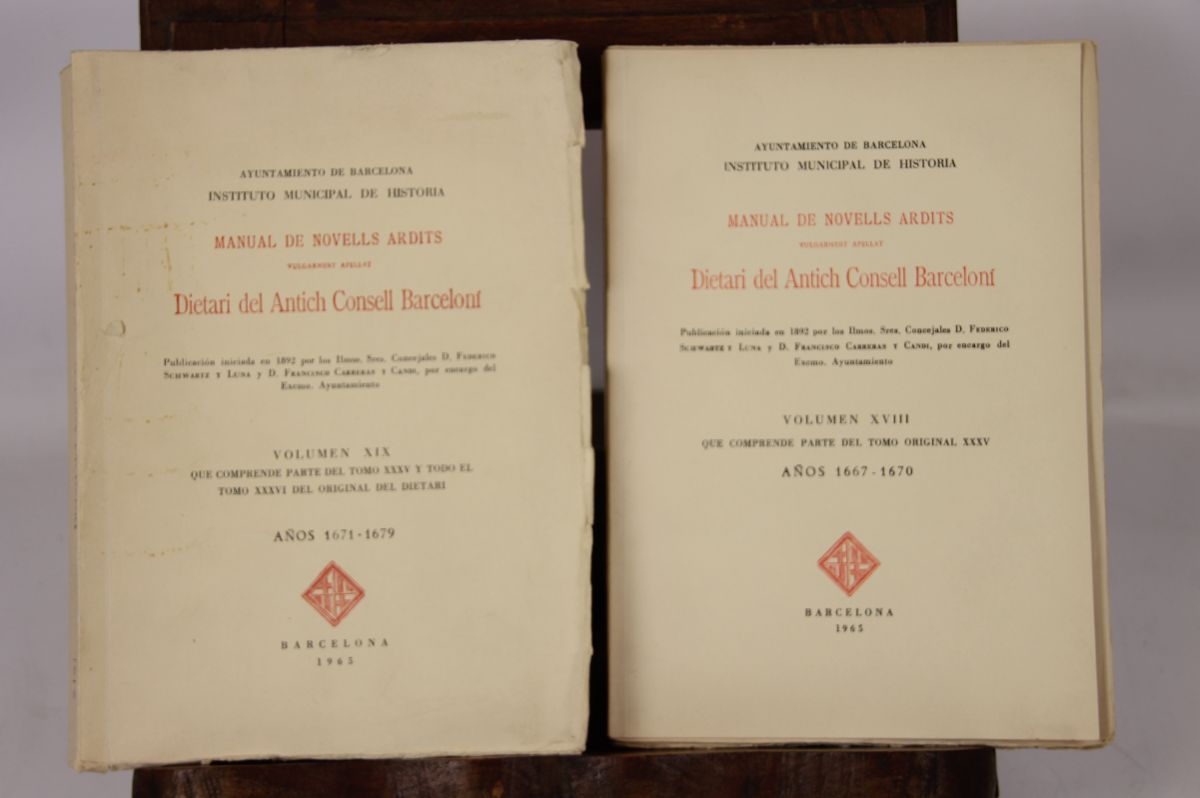 AYUNTAMIENTO DE BARCELONA
INSTITUTO MUNICIPAL DE HISTORIA
MANUAL DE NOVELLS ARDITS
VULGARMENT APELLAT
Dietari del Antich Consell Barceloní
Publicación iniciada en 1892 por los Ilmos. Sres. Concejales D. FEDERICO
SCHWARTZ Y LUNA y D. FRANCISCO CARRERAS Y CANDI, por encargo del
Excmo. Ayuntamiento
VOLUMEN XIX
QUE COMPRENDE PARTE DEL TOMO XXXV Y TODO EL
TOMO XXXVI DEL ORIGINAL DEL DIETARI
AÑOS 1671-1679
BARCELONA
1965
AYUNTAMIENTO DE BARCELONA
INSTITUTO MUNICIPAL DE HISTORIA
MANUAL DE NOVELLS ARDITS
VULGARMENT APELLAT
Dietari del Antich Consell Barceloní
Publicación iniciada en 1892 por los Ilmos. Sres. Concejales D. FEDERICO
SCHWARTZ Y LUNA y D. FRANCISCO CARRERAS Y CANDI, por encargo del
Excmo. Ayuntamiento
VOLUMEN XVIII
QUE COMPRENDE PARTE DEL TOMO ORIGINAL XXXV
AÑOS 1667-1670
BARCELONA
1965